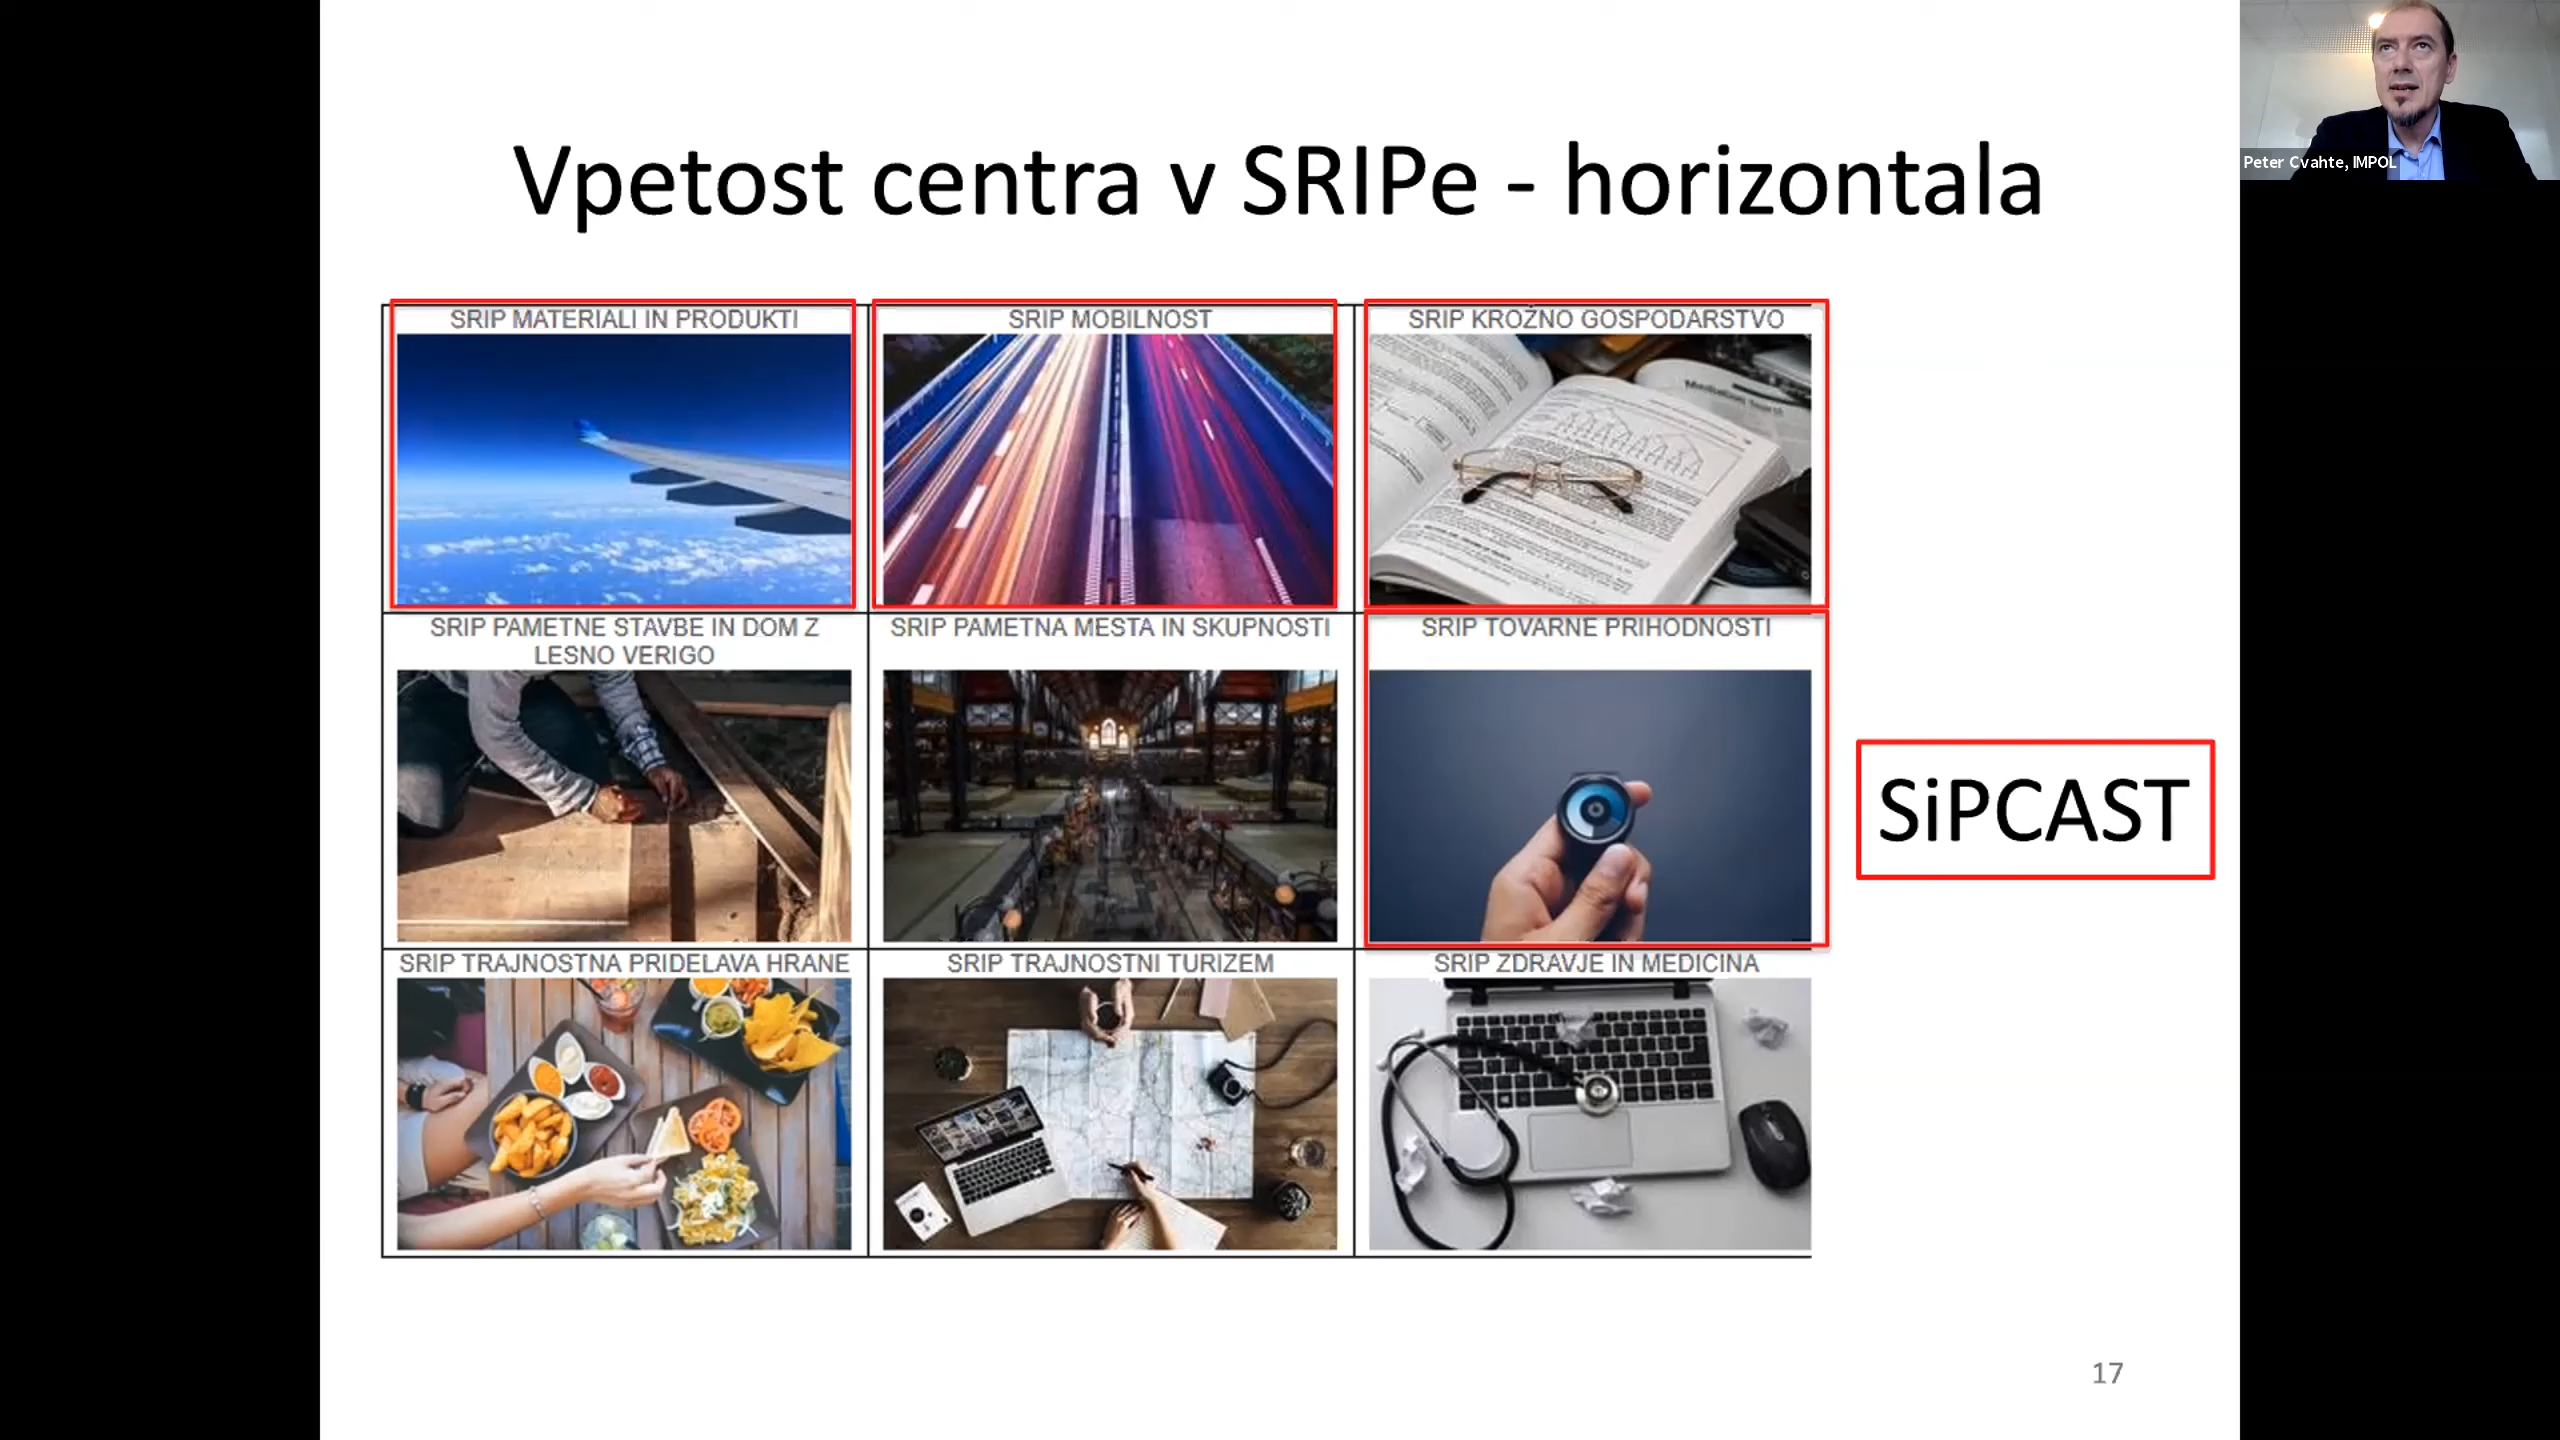 Vpetost centra v SRIPe - horizontala
Peter Cvahte, IMPOL
SRIP MATERIALI IN PRODUKTI
SRIP MOBILNOST
SRIP KROŽNO GOSPODARSTVO
SRIP PAMETNE STAVBE IN DOM Z
LESNO VERIGO
SRIP PAMETNA MESTA IN SKUPNOSTI
SRIP TOVARNE PRIHODNOSTI
SiPCAST
SRIP TRAJNOSTNA PRIDELAVA HRANE
SRIP TRAJNOSTNI TURIZEM
SRIP ZDRAVJE IN MEDICINA
17